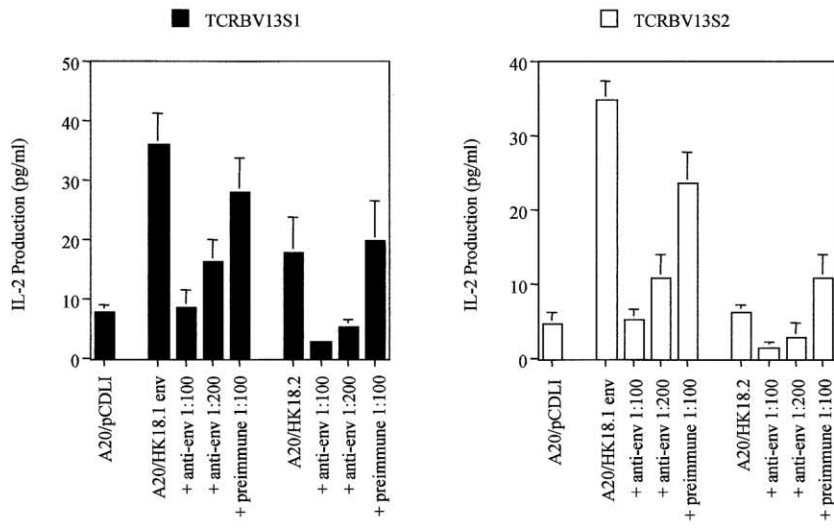 TCRBV13S1
50
40
30
20
10
0
IL-2 Production (pg/ml)
A20/pCDLI
A20/HK18.1 env
+ anti-env 1:100
+ anti-env 1:200
+ preimmune 1:100
A20/HK18.2
+ anti-env 1:100
+ anti-env 1:200
+ preimmune 1:100
TCRBV13S2
40
30
20
10
0
IL-2 Production (pg/ml)
A20/pCDLI
A20/HK18.1 env
+ anti-env 1:100
+ anti-env 1:200
+ preimmune 1:100
A20/HK18.2
+ anti-env 1:100
+ anti-env 1:200
+ preimmune 1:100